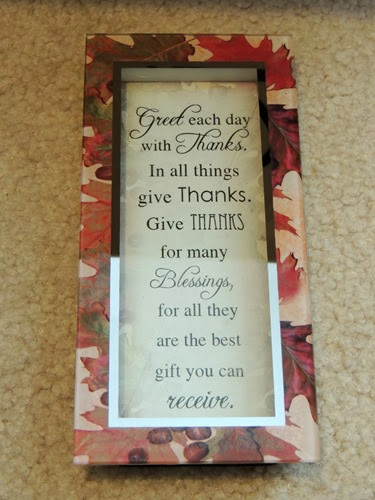 Greet each day
with Thanks.
In all things
give Thanks.
Give THANKS
for many
Blessings,
for all they
are the best
gift you can
receive.